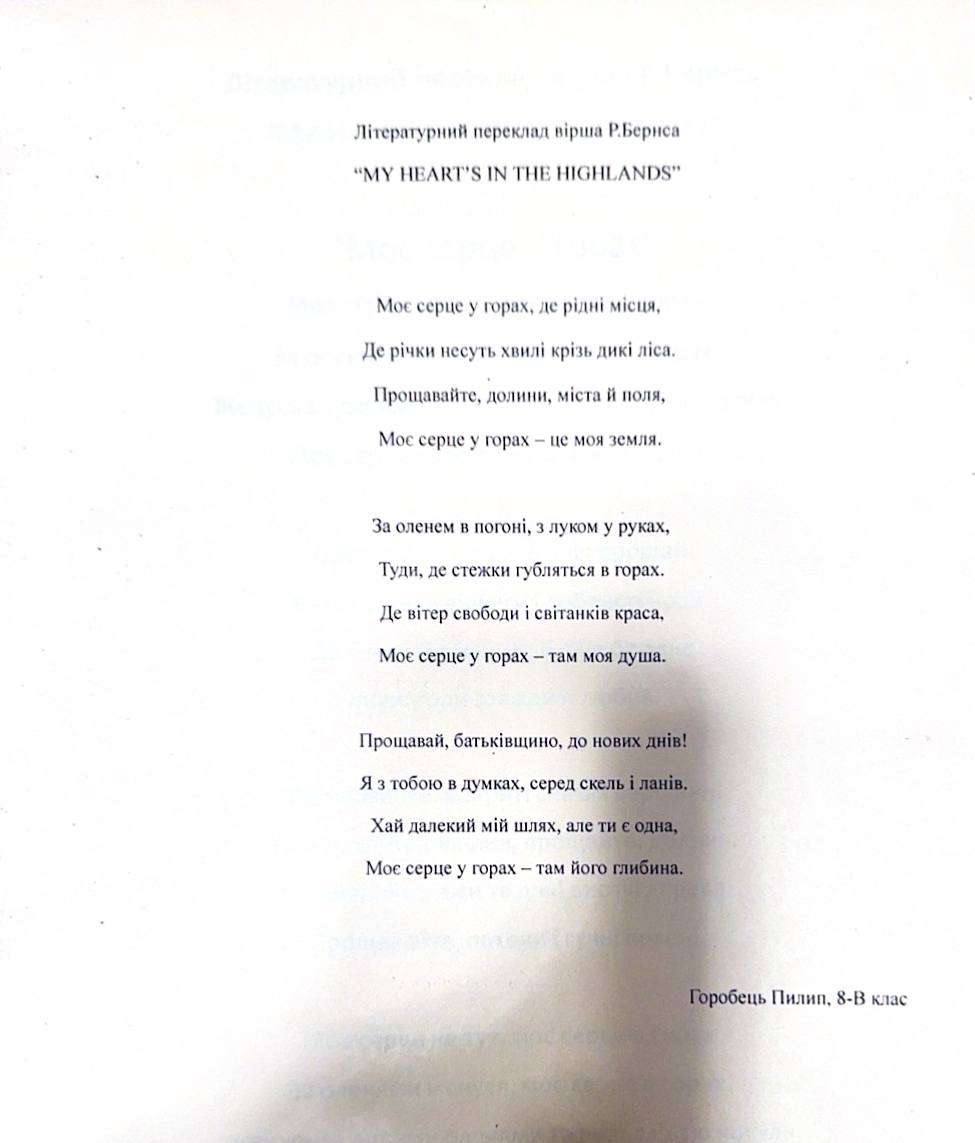 Літературний переклад вірша Р.Бернса
“MY HEART’S IN THE HIGHLANDS”
Моє серце у горах, де рідні місця,
Де річки несуть хвилі крізь дикі ліса.
Прощавайте, долини, міста й поля,
Моє серце у горах – це моя земля.
За оленем в погоні, з луком у руках,
Туди, де стежки губляться в горах.
Де вітер свободи і світанків краса,
Моє серце у горах – там моя душа.
Прощавай, батьківщино, до нових днів!
Я з тобою в думках, серед скель і ланів.
Хай далекий мій шлях, але ти є одна,
Моє серце у горах – там його глибина.
Горобець Пилип, 8-В клас